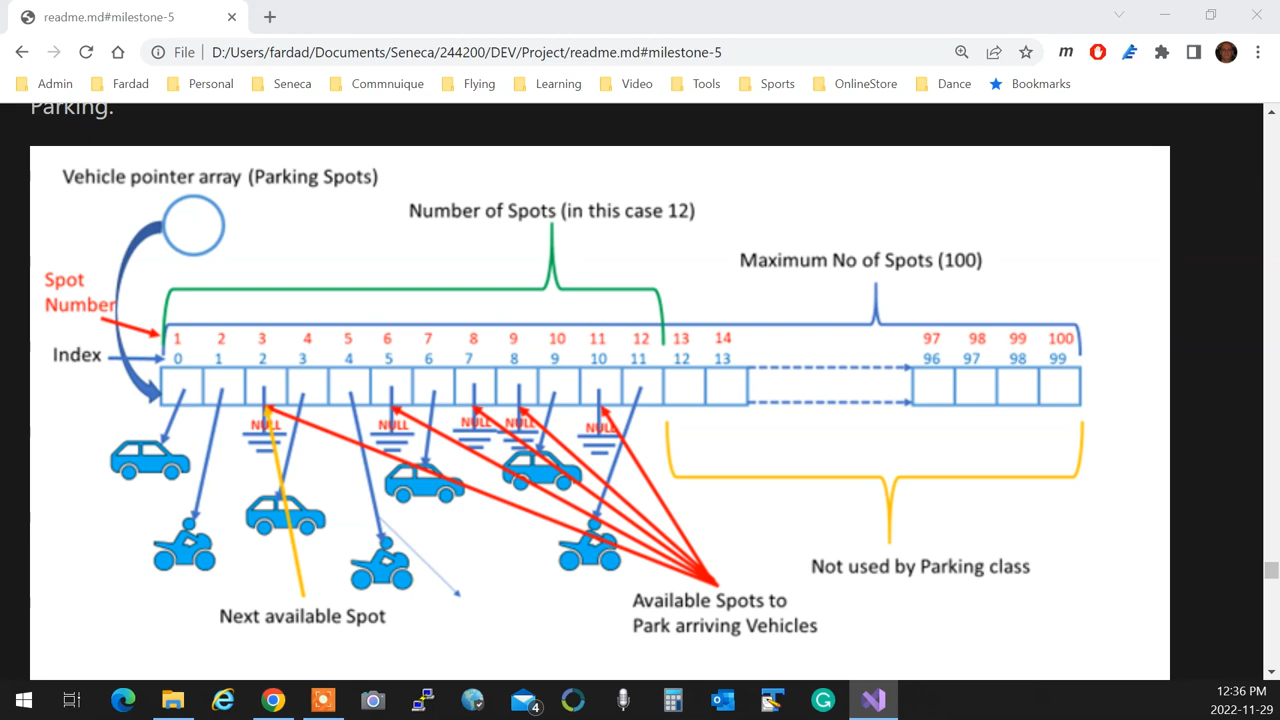 readme.md#milestone-5
File D:/Users/fardad/Documents/Seneca/244200/DEV/Project/readme.md#milestone-5
m
Admin Fardad Personal Seneca Commnuique Flying Learning Video Tools Sports OnlineStore Dance Bookmarks
Parking.
Vehicle pointer array (Parking Spots)
Number of Spots (in this case 12)
Maximum No of Spots (100)
Spot
Number
1 2 3 4 5 6 7 8 9 10 11 12 13 14 97 98 99 100
Index 0 1 2 3 4 5 6 7 8 9 10 11 12 13 96 97 98 99
NULL NULL NULL NULL NULL
Not used by Parking class
Next available Spot
Available Spots to
Park arriving Vehicles
4
12:36 PM
2022-11-29